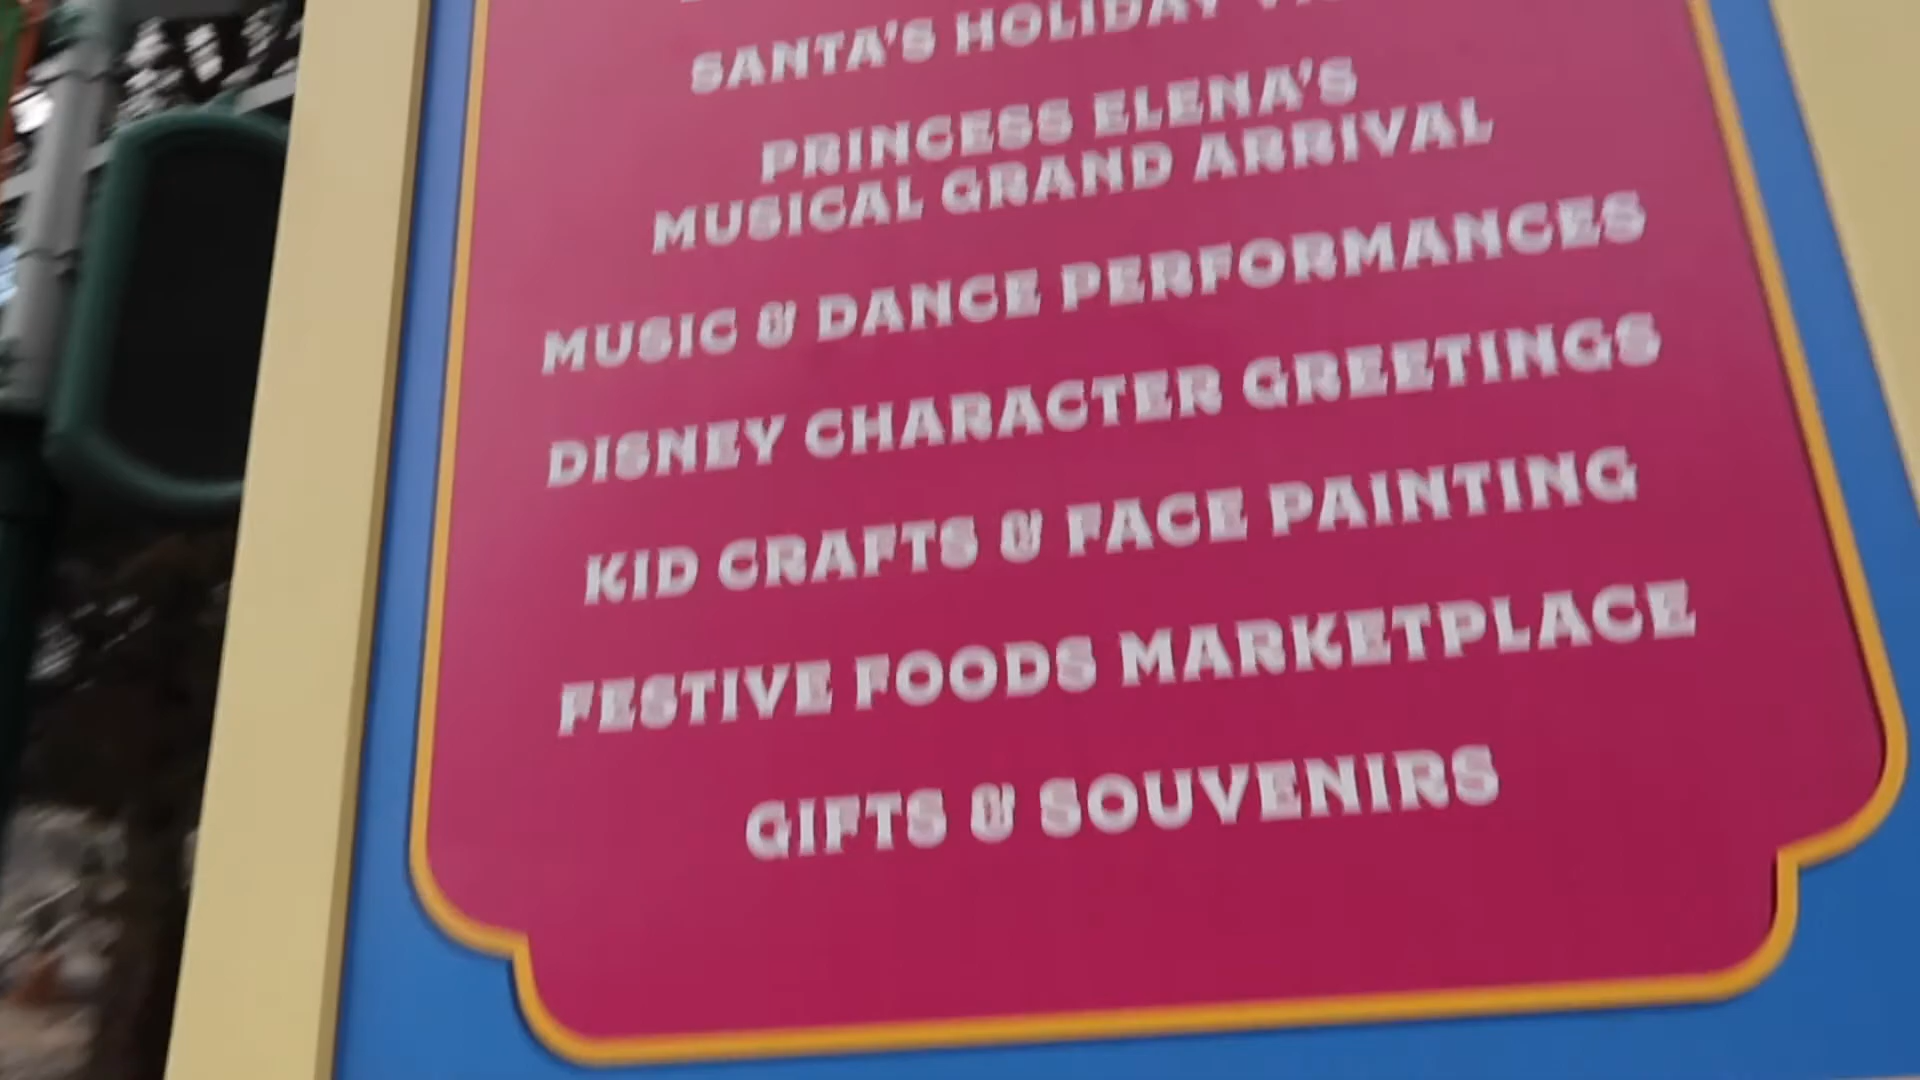 SANTA'S HOLIDAY
PRINCESS ELENA'S
MUSICAL GRAND ARRIVAL
MUSIC & DANCE PERFORMANCES
DISNEY CHARACTER GREETINGS
KID CRAFTS & FACE PAINTING
FESTIVE FOODS MARKETPLACE
GIFTS & SOUVENIRS